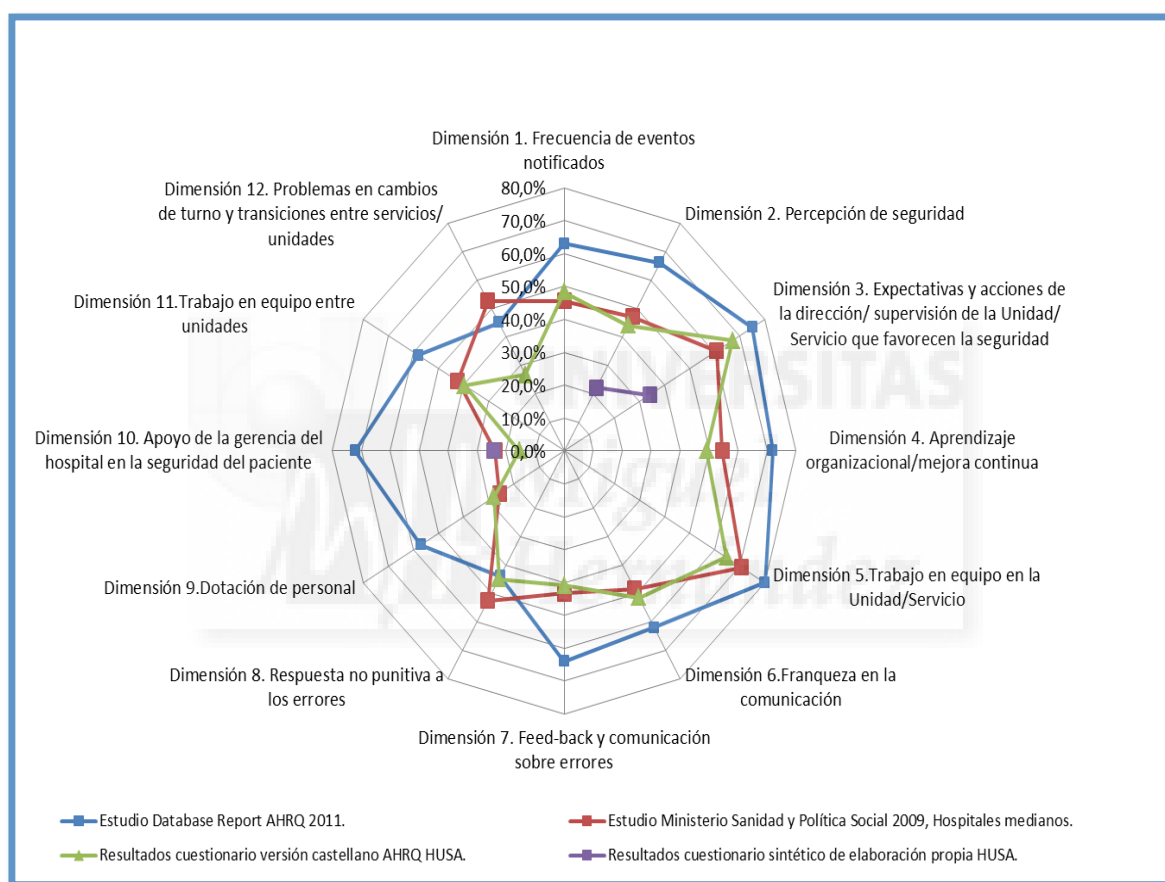 Dimensión 1. Frecuencia de eventos
notificados
Dimensión 2. Percepción de seguridad
Dimensión 3. Expectativas y acciones de
la dirección/ supervisión de la Unidad/
Servicio que favorecen la seguridad
Dimensión 4. Aprendizaje
organizacional/mejora continua
Dimensión 5.Trabajo en equipo en la
Unidad/Servicio
Dimensión 6.Franqueza en la
comunicación
Dimensión 7. Feed-back y comunicación
sobre errores
Dimensión 8. Respuesta no punitiva a
los errores
Dimensión 9.Dotación de personal
Dimensión 10. Apoyo de la gerencia del
hospital en la seguridad del paciente
Dimensión 11.Trabajo en equipo entre
unidades
Dimensión 12. Problemas en cambios
de turno y transiciones entre servicios/
unidades
80,0%
70,0%
60,0%
50,0%
40,0%
30,0%
20,0%
10,0%
0,0%
UNIVERSITAS
Miguel
Hernández
Estudio Database Report AHRQ 2011.
Estudio Ministerio Sanidad y Política Social 2009, Hospitales medianos.
Resultados cuestionario versión castellano AHRQ HUSA.
Resultados cuestionario sintético de elaboración propia HUSA.